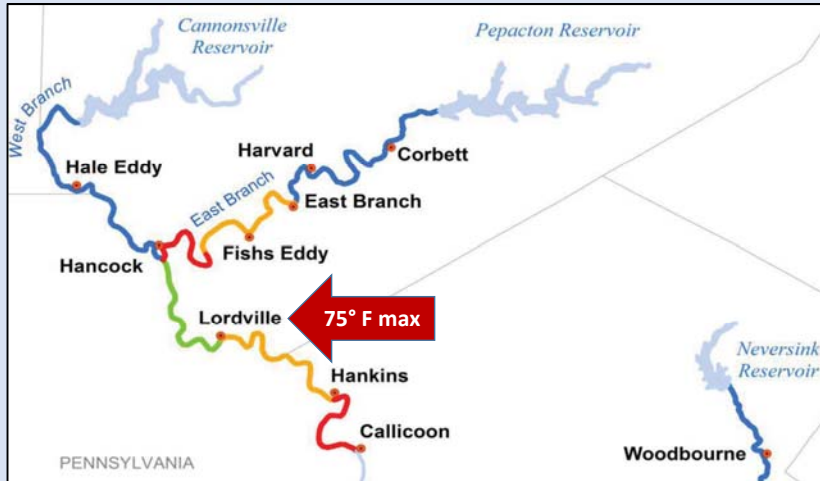 Cannonsville
Reservoir
Pepacton Reservoir
West Branch
Hale Eddy
Harvard
Corbett
East Branch
East Branch
Fishs Eddy
Hancock
Lordville
75° F max
Hankins
Callicoon
Neversink
Reservoir
Woodbourne
PENNSYLVANIA